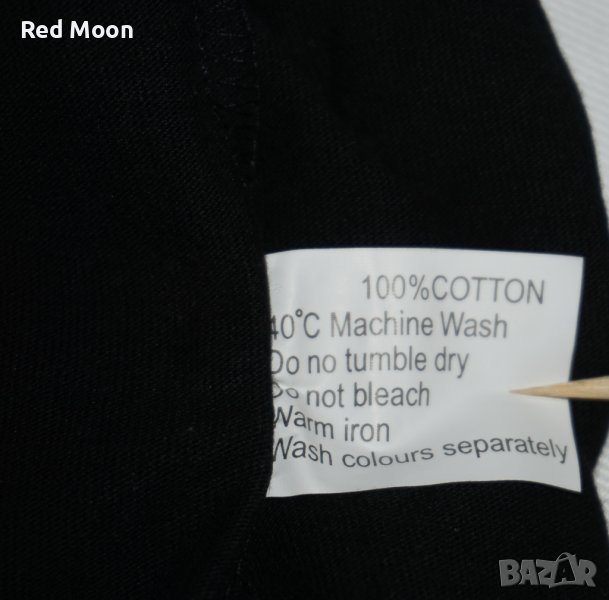 Red Moon
100%COTTON
40°C Machine Wash
Do no tumble dry
Do not bleach
Warm iron
Wash colours separately
BAZAR